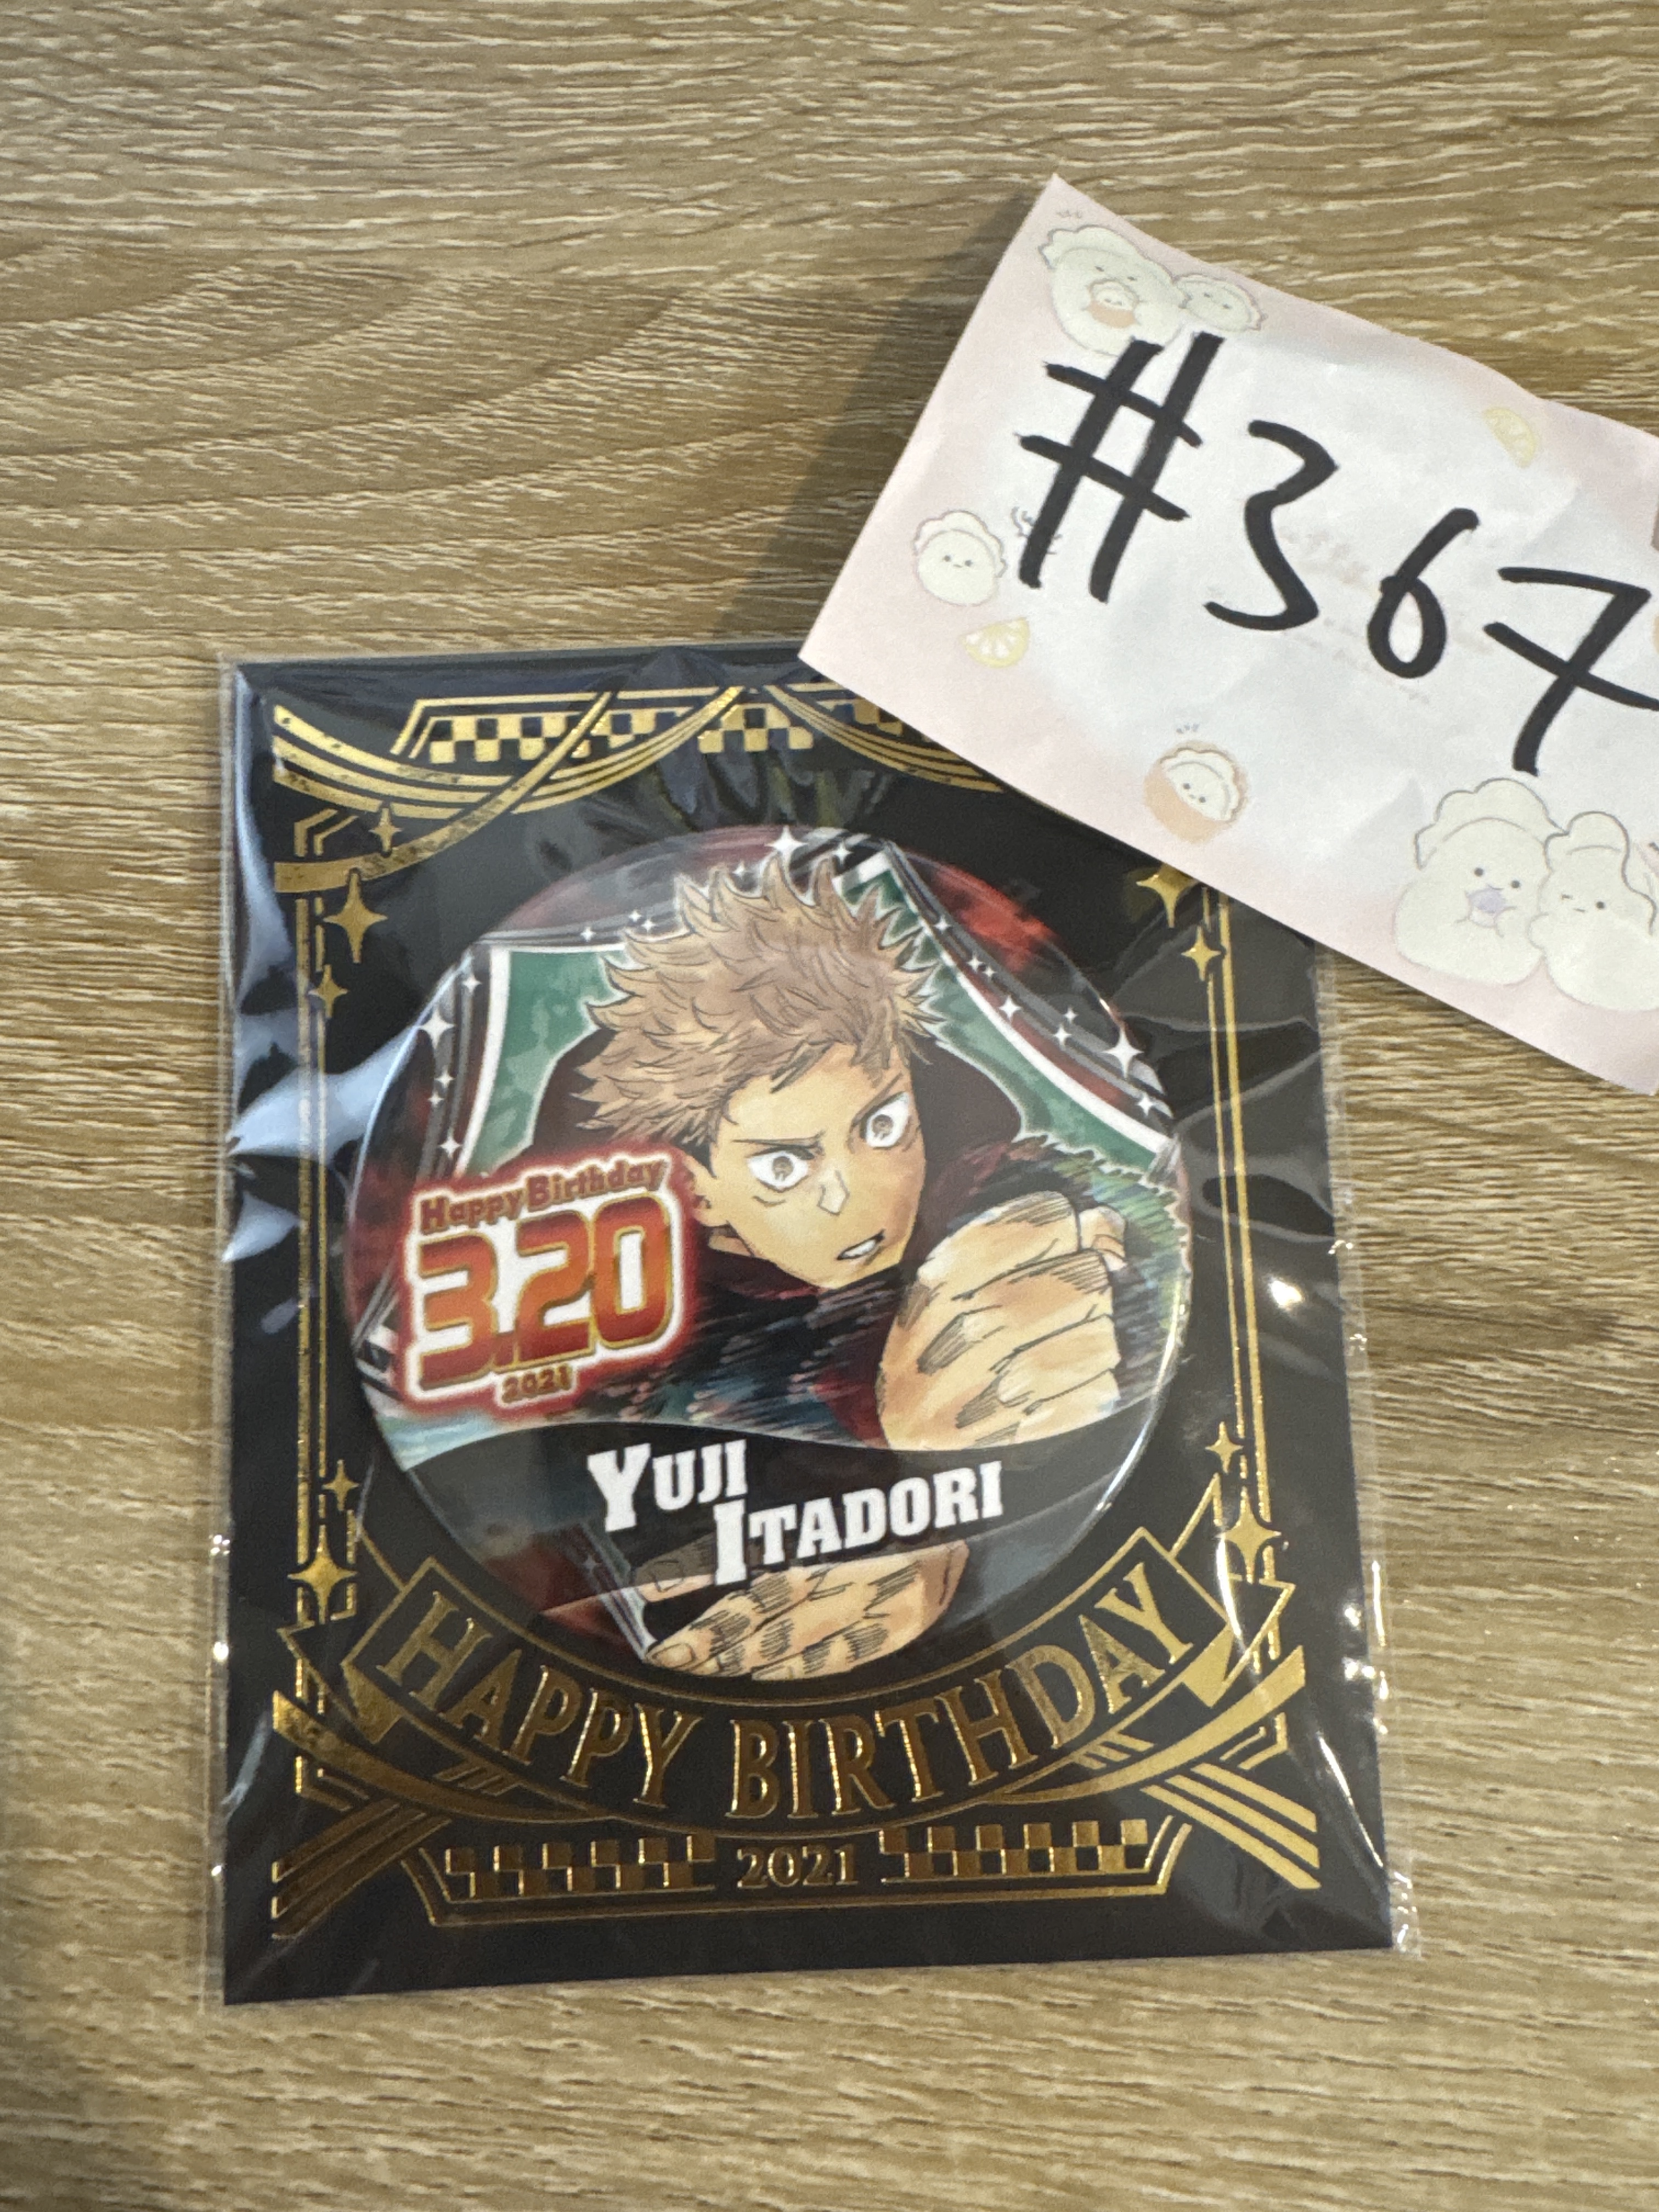 #367
Happy Birthday
3.20
2021
YUJI
ITADORI
HAPPY BIRTHDAY
2021